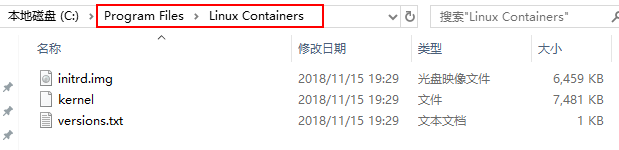 本地磁盘 (C:) > Program Files > Linux Containers 搜索"Linux Containers"
名称 修改日期 类型 大小
initrd.img 2018/11/15 19:29 光盘映像文件 6,459 KB
kernel 2018/11/15 19:29 文件 7,481 KB
versions.txt 2018/11/15 19:29 文本文档 1 KB